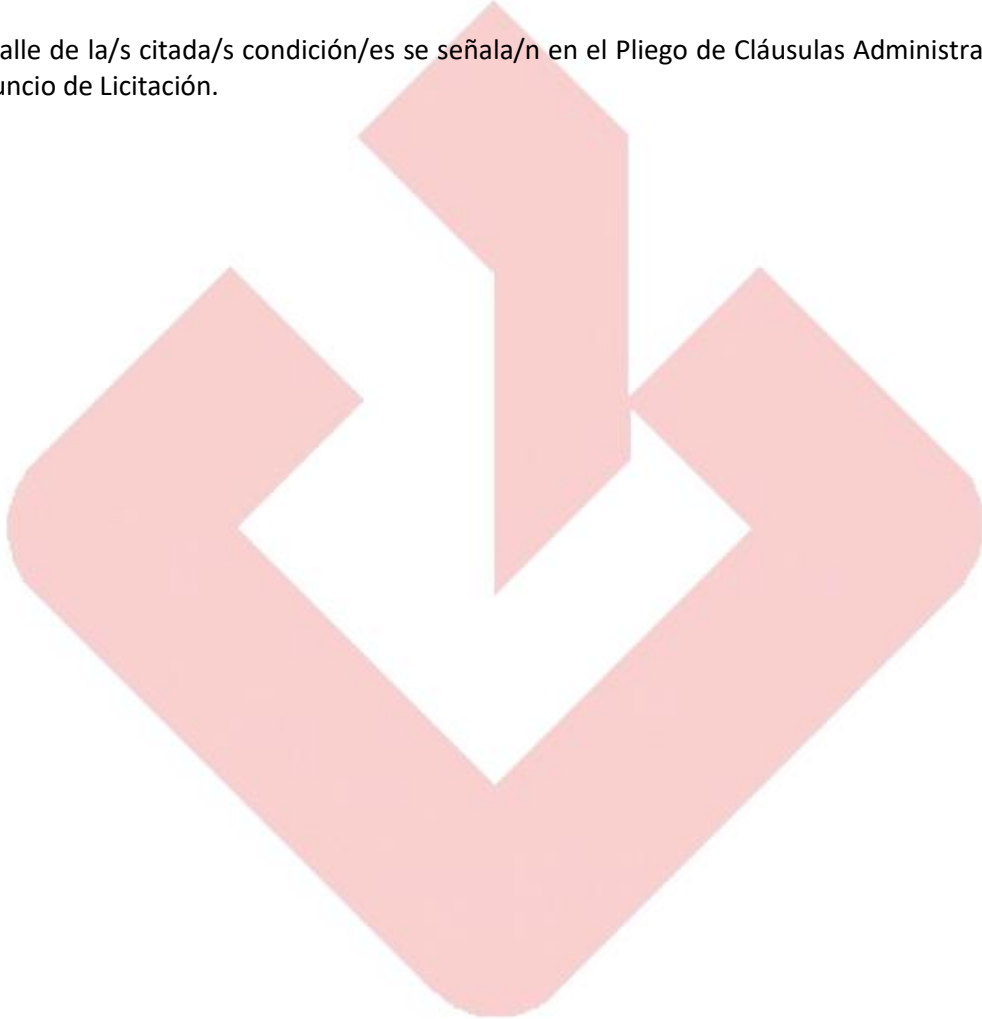 alle de la/s citada/s condición/es se señala/n en el Pliego de Cláusulas Administra
uncio de Licitación.